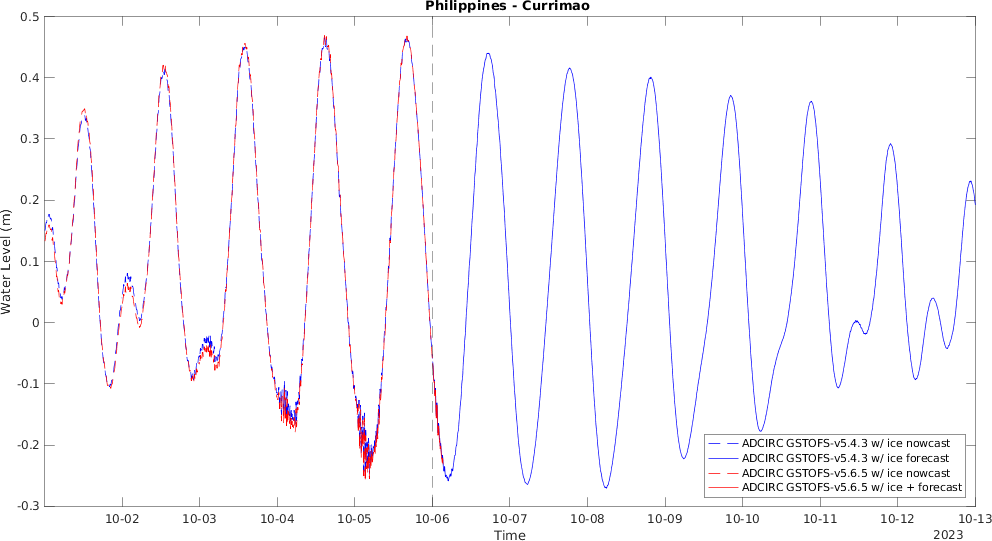 Philippines - Currimao
0.5
0.4
0.3
0.2
0.1
0
-0.1
-0.2
-0.3
Water Level (m)
ADCIRC GSTOFS-v5.4.3 w/ ice nowcast
ADCIRC GSTOFS-v5.4.3 w/ ice forecast
ADCIRC GSTOFS-v5.6.5 w/ ice nowcast
ADCIRC GSTOFS-v5.6.5 w/ ice + forecast
10-02 10-03 10-04 10-05 10-06 10-07 10-08 10-09 10-10 10-11 10-12 10-13
Time
2023